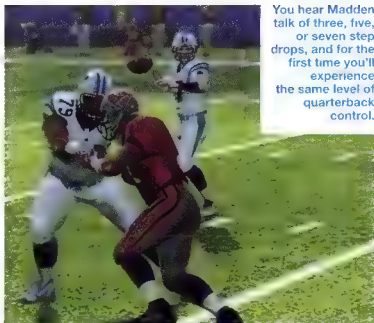 You hear Madden
talk of three, five,
or seven step
drops, and for the
first time you'll
experience
the same level of
quarterback
control.
79